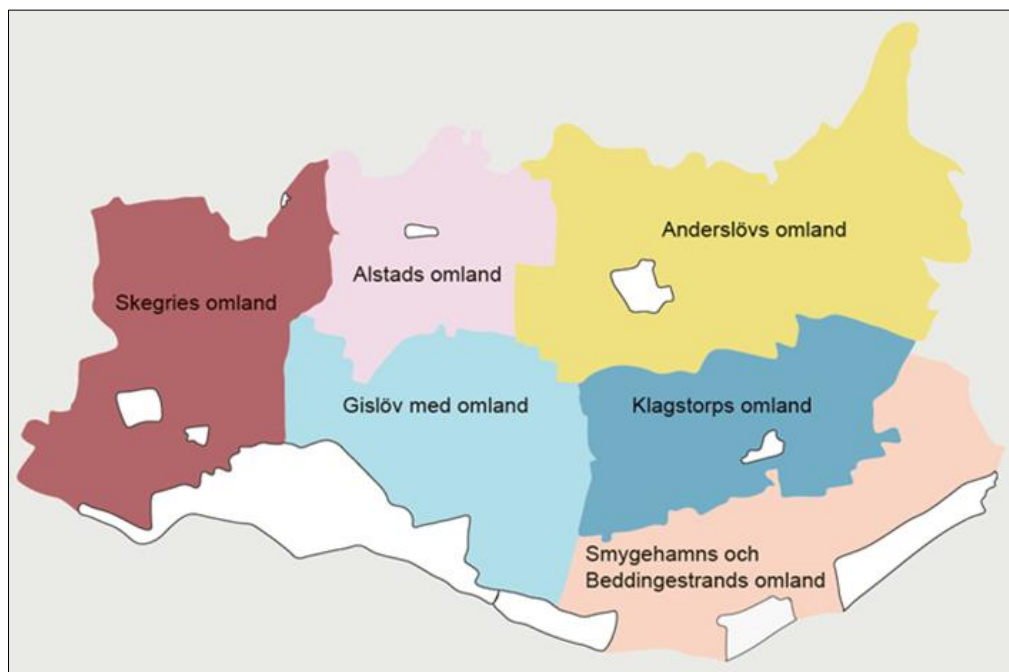 Anderslövs omland
Alstads omland
Skegries omland
Gislöv med omland
Klagstorps omland
Smygehamns och
Beddingestrands omland